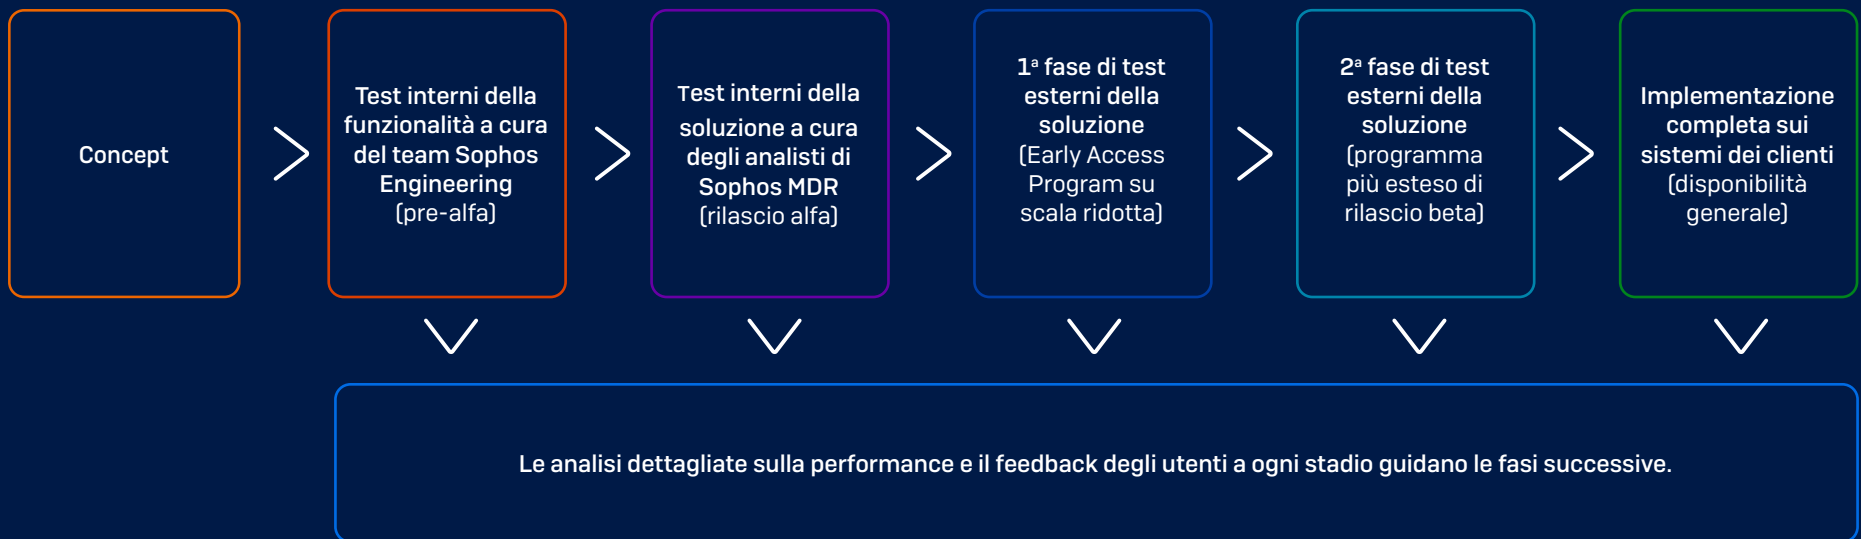 Concept
Test interni della
funzionalità a cura
del team Sophos
Engineering
(pre-alfa)
Test interni della
soluzione a cura
degli analisti di
Sophos MDR
(rilascio alfa)
1ª fase di test
esterni della
soluzione
(Early Access
Program su
scala ridotta)
2ª fase di test
esterni della
soluzione
(programma
più esteso di
rilascio beta)
Implementazione
completa sui
sistemi dei clienti
(disponibilità
generale)
Le analisi dettagliate sulla performance e il feedback degli utenti a ogni stadio guidano le fasi successive.